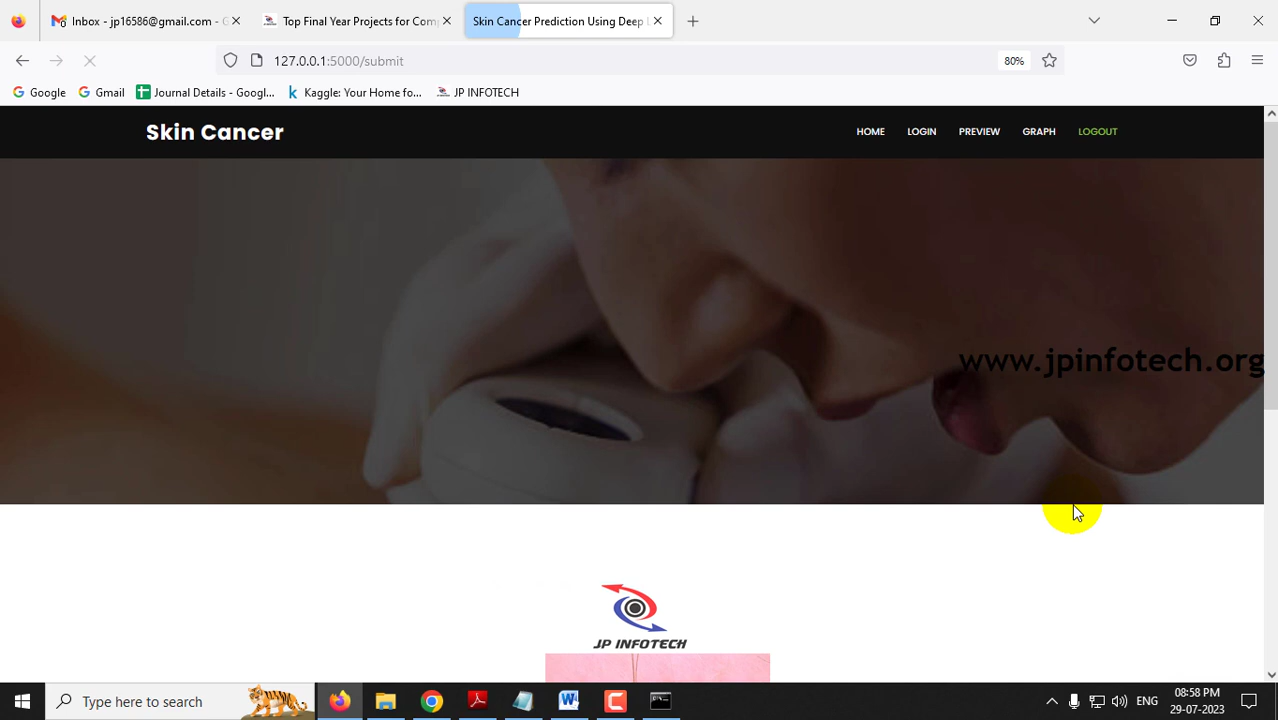 Inbox - jp16586@gmail.com - G
Top Final Year Projects for Comp
Skin Cancer Prediction Using Deep
127.0.0.1:5000/submit
80%
Google
Gmail
Journal Details - Googl...
Kaggle: Your Home fo...
JP INFOTECH
Skin Cancer
HOME
LOGIN
PREVIEW
GRAPH
LOGOUT
www.jpinfotech.org
JP INFOTECH
Type here to search
ENG
08:58 PM
29-07-2023